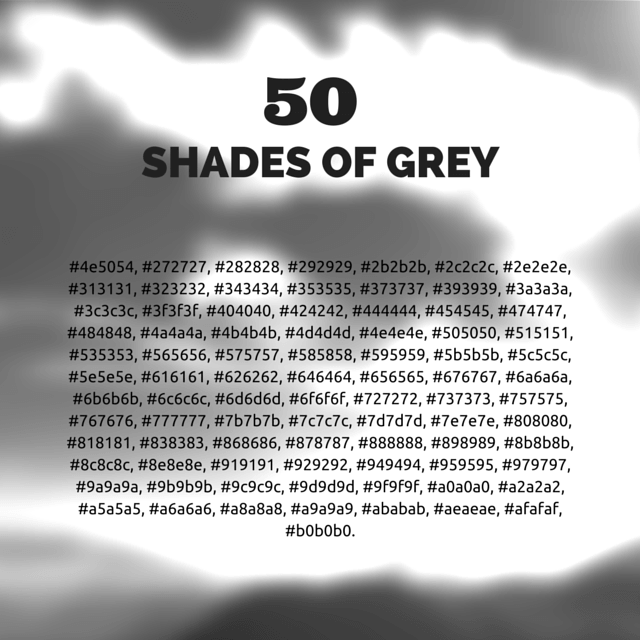 50
SHADES OF GREY
#4e5054, #272727, #282828, #292929, #2b2b2b, #2c2c2c, #2e2e2e,
#313131, #323232, #343434, #353535, #373737, #393939, #3a3a3a,
#3c3c3c, #3f3f3f, #404040, #424242, #444444, #454545, #474747,
#484848, #4a4a4a, #4b4b4b, #4d4d4d, #4e4e4e, #505050, #515151,
#535353, #565656, #575757, #585858, #595959, #5b5b5b, #5c5c5c,
#5e5e5e, #616161, #626262, #646464, #656565, #676767, #6a6a6a,
#6b6b6b, #6c6c6c, #6d6d6d, #6f6f6f, #727272, #737373, #757575,
#767676, #777777, #7b7b7b, #7c7c7c, #7d7d7d, #7e7e7e, #808080,
#818181, #838383, #868686, #878787, #888888, #898989, #8b8b8b,
#8c8c8c, #8e8e8e, #919191, #929292, #949494, #959595, #979797,
#9a9a9a, #9b9b9b, #9c9c9c, #9d9d9d, #9f9f9f, #a0a0a0, #a2a2a2,
#a5a5a5, #a6a6a6, #a8a8a8, #a9a9a9, #ababab, #aeaeae, #afafaf,
#b0b0b0.